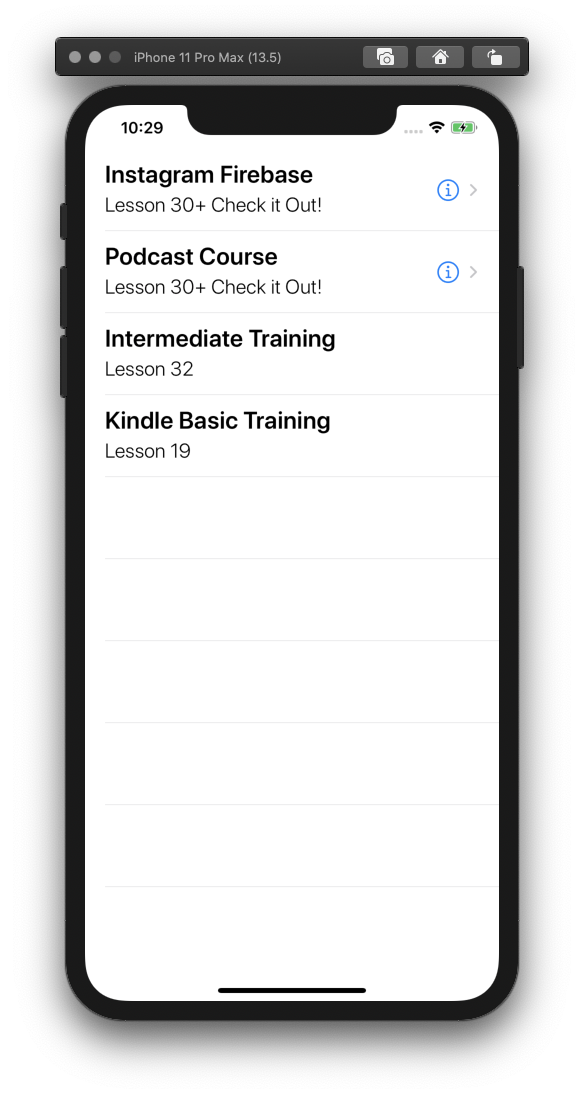 iPhone 11 Pro Max (13.5)
10:29
Instagram Firebase
Lesson 30+ Check it Out!
Podcast Course
Lesson 30+ Check it Out!
Intermediate Training
Lesson 32
Kindle Basic Training
Lesson 19